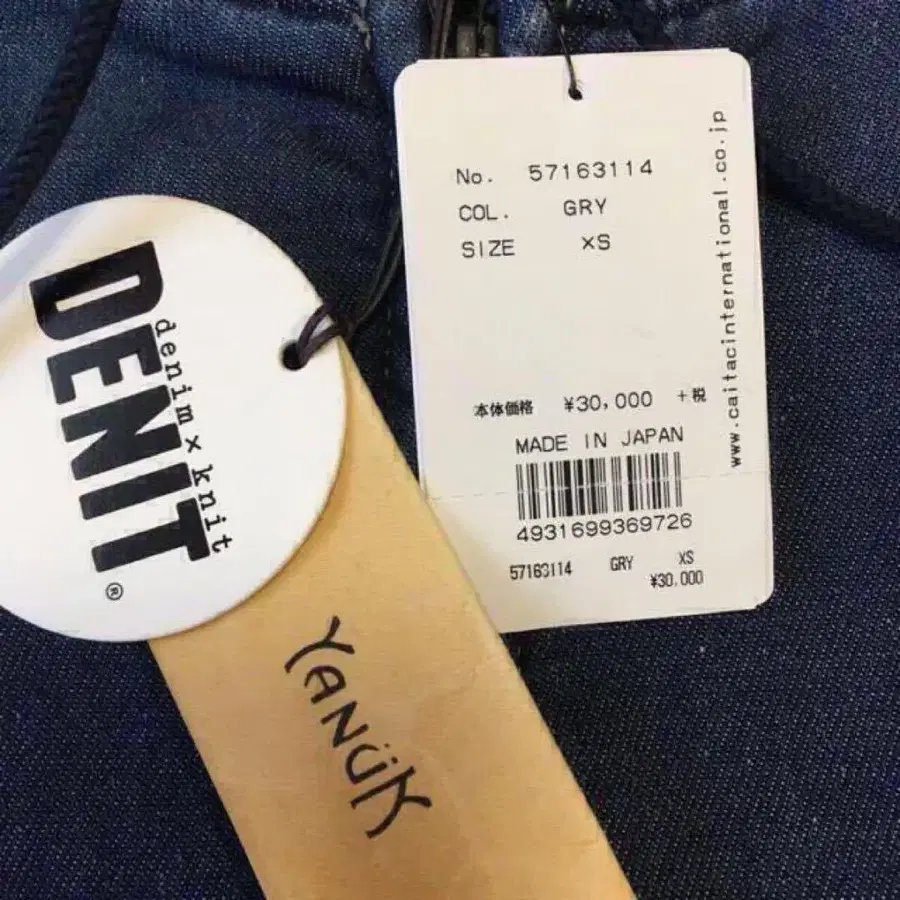 No. 57163114
COL. GRY
SIZE XS
本体価格 ¥30,000 +税
MADE IN JAPAN
4931699369726
57163114 GRY XS
¥30,000
www.caitacinternational.co.jp
DENIT®
denim × knit
YANÜK